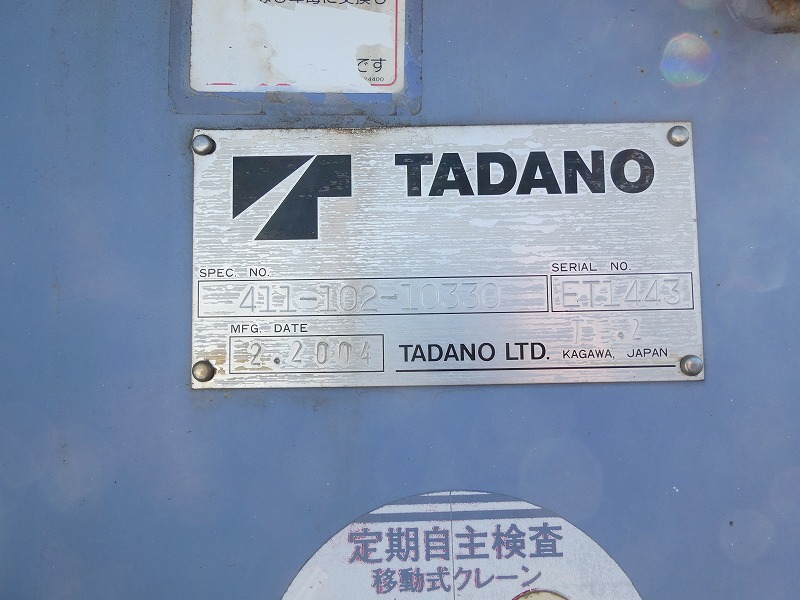 です
24400
TADANO
SPEC. NO.
SERIAL NO.
411-102-10330
ET1443
MFG. DATE
2.2004
TADANO LTD. KAGAWA, JAPAN
定期自主検査
移動式クレーン